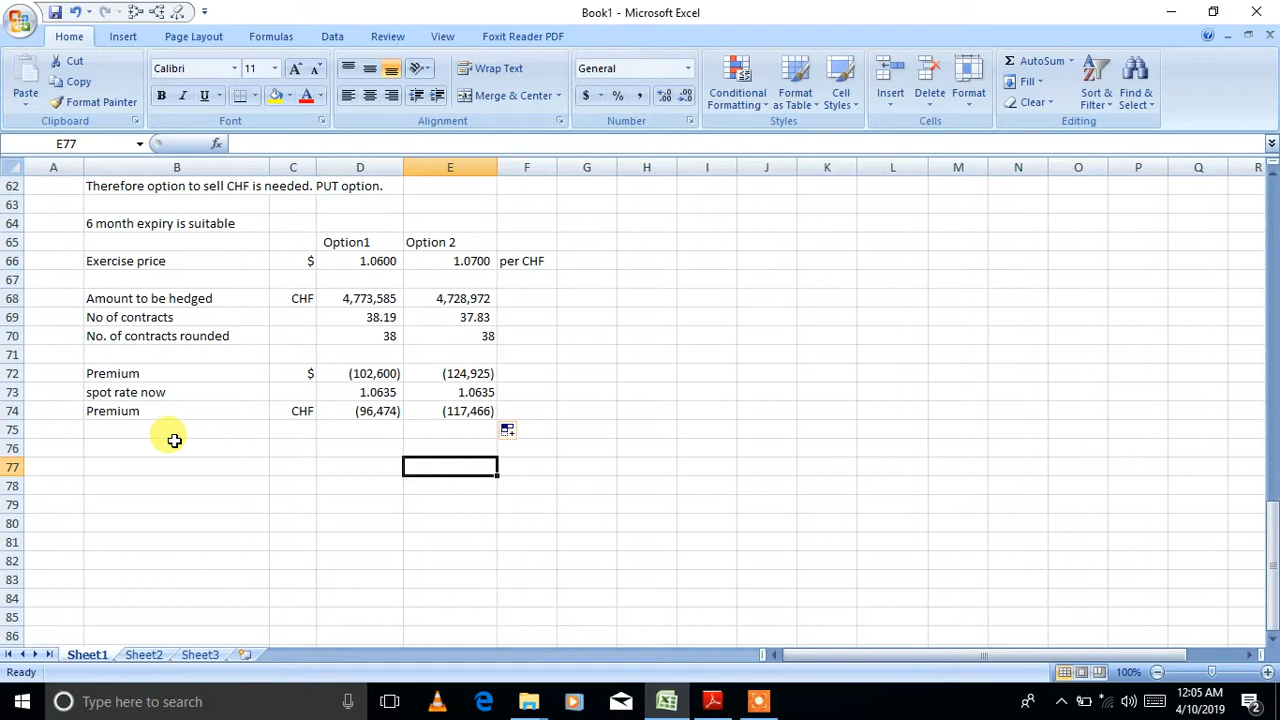 Book1 - Microsoft Excel
Home Insert Page Layout Formulas Data Review View Foxit Reader PDF
Paste Cut Copy Format Painter Clipboard
Calibri 11 B I U A Font
Wrap Text Merge & Center Alignment
General $ % , Number
Conditional Formatting Format as Table Cell Styles Styles
Insert Delete Format Cells
Σ AutoSum Fill Clear Sort & Filter Find & Select Editing
E77 fx
A B C D E F G H I J K L M N O P Q R
62 Therefore option to sell CHF is needed. PUT option.
63
64 6 month expiry is suitable
65 Option1 Option 2
66 Exercise price $ 1.0600 1.0700 per CHF
67
68 Amount to be hedged CHF 4,773,585 4,728,972
69 No of contracts 38.19 37.83
70 No. of contracts rounded 38 38
71
72 Premium $ (102,600) (124,925)
73 spot rate now 1.0635 1.0635
74 Premium CHF (96,474) (117,466)
75
76
77
78
79
80
81
82
83
84
85
86
Sheet1 Sheet2 Sheet3
Ready 100%
Type here to search 12:05 AM
4/10/2019 2